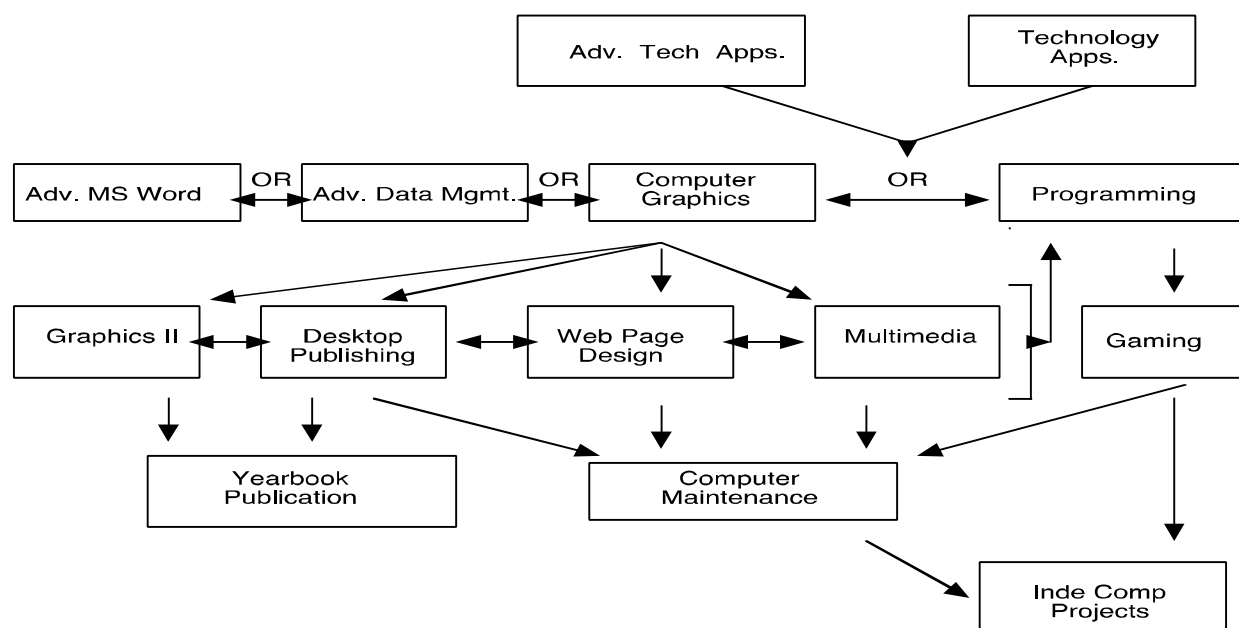 Adv. Tech Apps.
Technology
Apps.
OR
OR
OR
Adv. MS Word
Adv. Data Mgmt.
Computer
Graphics
Programming
Graphics II
Desktop
Publishing
Web Page
Design
Multimedia
Gaming
Yearbook
Publication
Computer
Maintenance
Inde Comp
Projects